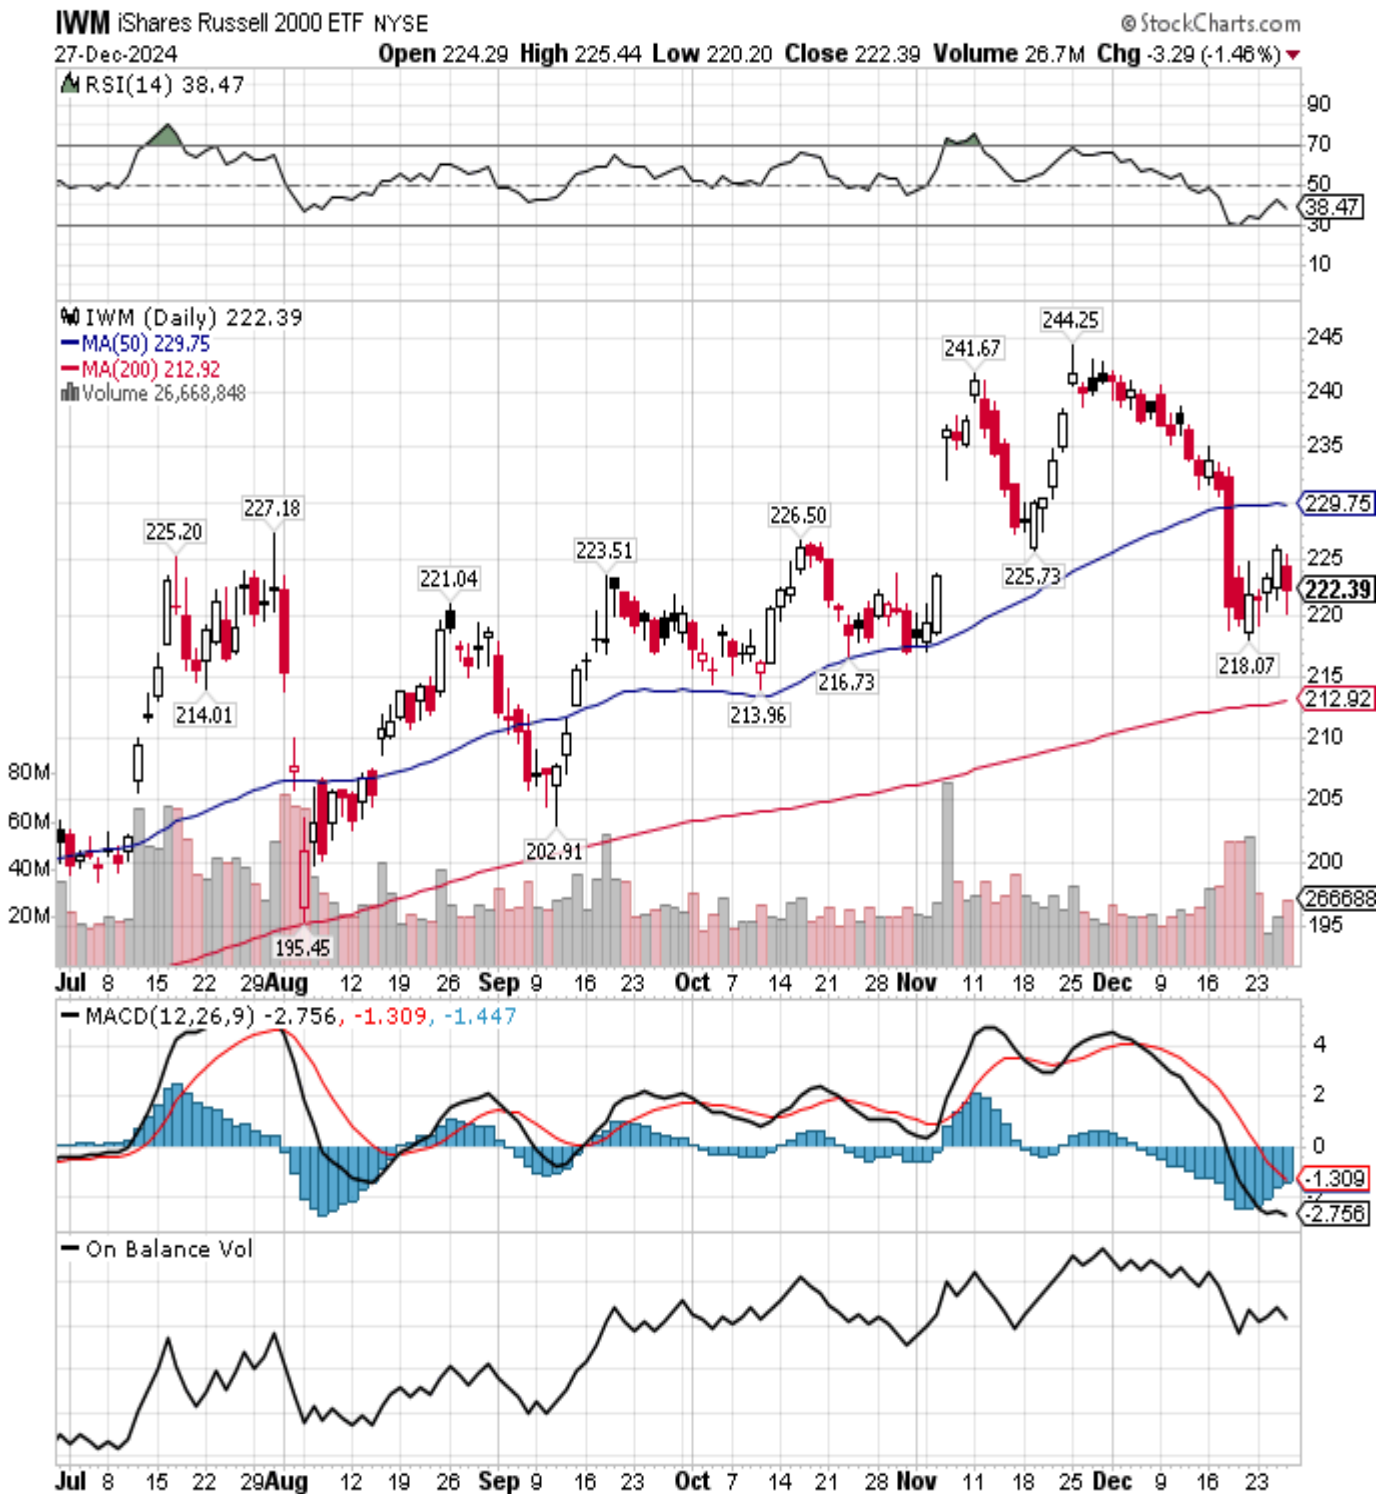 IWM iShares Russell 2000 ETF NYSE
© StockCharts.com
27-Dec-2024
Open 224.29 High 225.44 Low 220.20 Close 222.39 Volume 26.7M Chg -3.29 (-1.46%)
RSI(14) 38.47
90
70
50
38.47
30
10
IWM (Daily) 222.39
MA(50) 229.75
MA(200) 212.92
Volume 26,668,848
244.25
241.67
227.18
225.20
226.50
223.51
221.04
225.73
218.07
216.73
214.01
213.96
202.91
195.45
245
240
235
229.75
225
222.39
220
215
212.92
210
205
200
266688
195
80M
60M
40M
20M
Jul 8 15 22 29 Aug 12 19 26 Sep 9 16 23 Oct 7 14 21 28 Nov 11 18 25 Dec 9 16 23
MACD(12,26,9) -2.756, -1.309, -1.447
4
2
0
-1.309
-2
-2.756
On Balance Vol
Jul 8 15 22 29 Aug 12 19 26 Sep 9 16 23 Oct 7 14 21 28 Nov 11 18 25 Dec 9 16 23